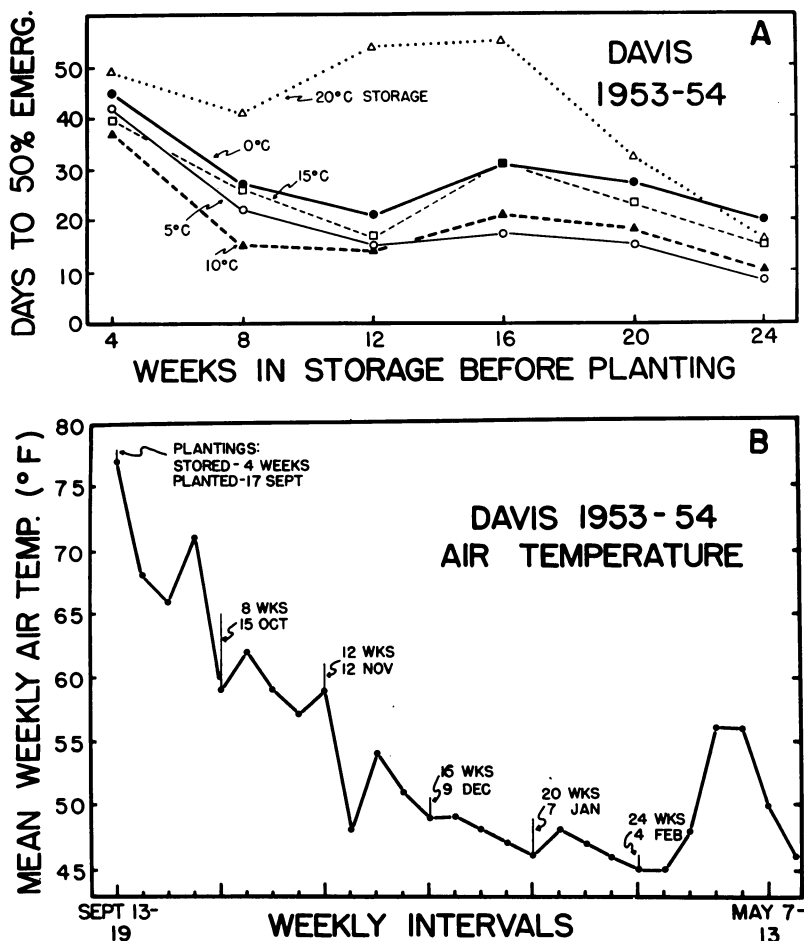 A
DAVIS
1953-54
DAYS TO 50% EMERG.
50
40
30
20
10
0
20°C STORAGE
0°C
15°C
5°C
10°C
4
8
12
16
20
24
WEEKS IN STORAGE BEFORE PLANTING
B
MEAN WEEKLY AIR TEMP. (°F)
80
75
70
65
60
55
50
45
PLANTINGS:
STORED-4 WEEKS
PLANTED-17 SEPT
DAVIS 1953-54
AIR TEMPERATURE
8 WKS
15 OCT
12 WKS
12 NOV
16 WKS
9 DEC
20 WKS
7 JAN
24 WKS
4 FEB
SEPT 13-
19
WEEKLY INTERVALS
MAY 7-
13